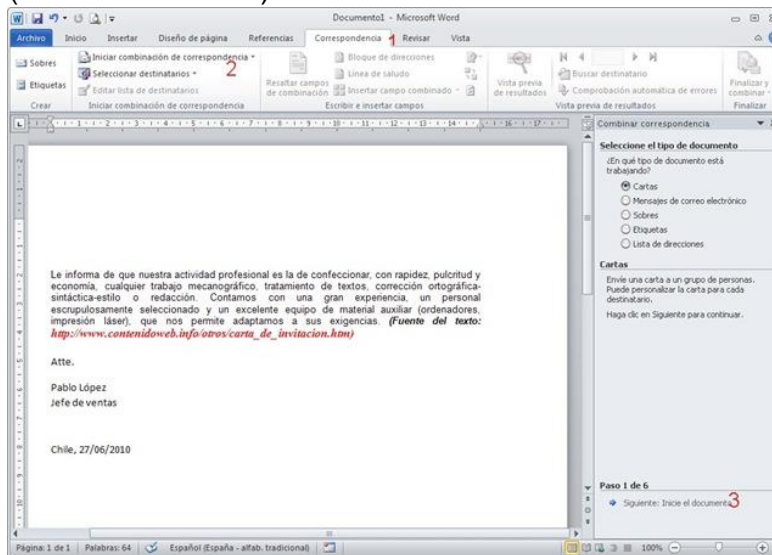 Documento1 - Microsoft Word
Archivo Inicio Insertar Diseño de página Referencias Correspondencia 1 Revisar Vista
Sobres
Etiquetas
Crear
Iniciar combinación de correspondencia
Seleccionar destinatarios 2
Editar lista de destinatarios
Iniciar combinación de correspondencia
Resaltar campos
de combinación
Bloque de direcciones
Línea de saludo
Insertar campo combinado
Escribir e insertar campos
Vista previa
de resultados
Buscar destinatario
Comprobación automática de errores
Vista previa de resultados
Finalizar y
combinar
Finalizar
Le informa de que nuestra actividad profesional es la de confeccionar, con rapidez, pulcritud y
economía, cualquier trabajo mecanográfico, tratamiento de textos, corrección ortográfica-
sintáctica-estilo o redacción. Contamos con una gran experiencia, un personal
escrupulosamente seleccionado y un excelente equipo de material auxiliar (ordenadores,
impresión láser), que nos permite adaptarnos a sus exigencias. (Fuente del texto:
http://www.contenidoweb.info/otros/carta_de_invitacion.htm)
Atte.
Pablo López
Jefe de ventas
Chile, 27/06/2010
Combinar correspondencia
Seleccione el tipo de documento
¿En qué tipo de documento está
trabajando?
Cartas
Mensajes de correo electrónico
Sobres
Etiquetas
Lista de direcciones
Cartas
Envíe una carta a un grupo de personas.
Puede personalizar la carta para cada
destinatario.
Haga clic en Siguiente para continuar.
Paso 1 de 6
Siguiente: Inicie el documento 3
Página: 1 de 1 Palabras: 64 Español (España - alfab. tradicional) 100%